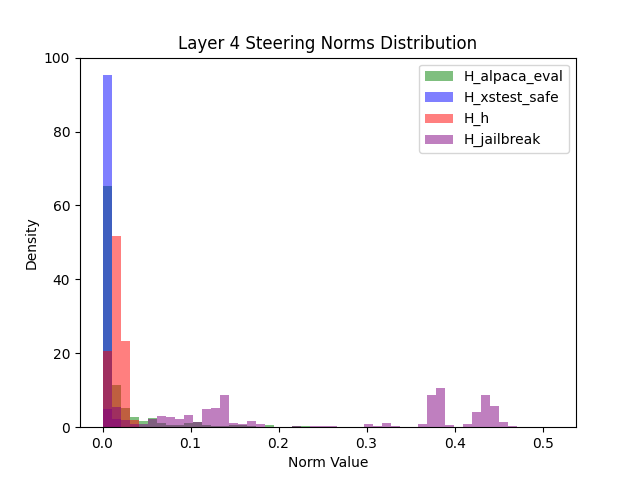 Layer 4 Steering Norms Distribution
100
80
60
40
20
0
Density
H_alpaca_eval
H_xstest_safe
H_h
H_jailbreak
0.0 0.1 0.2 0.3 0.4 0.5
Norm Value